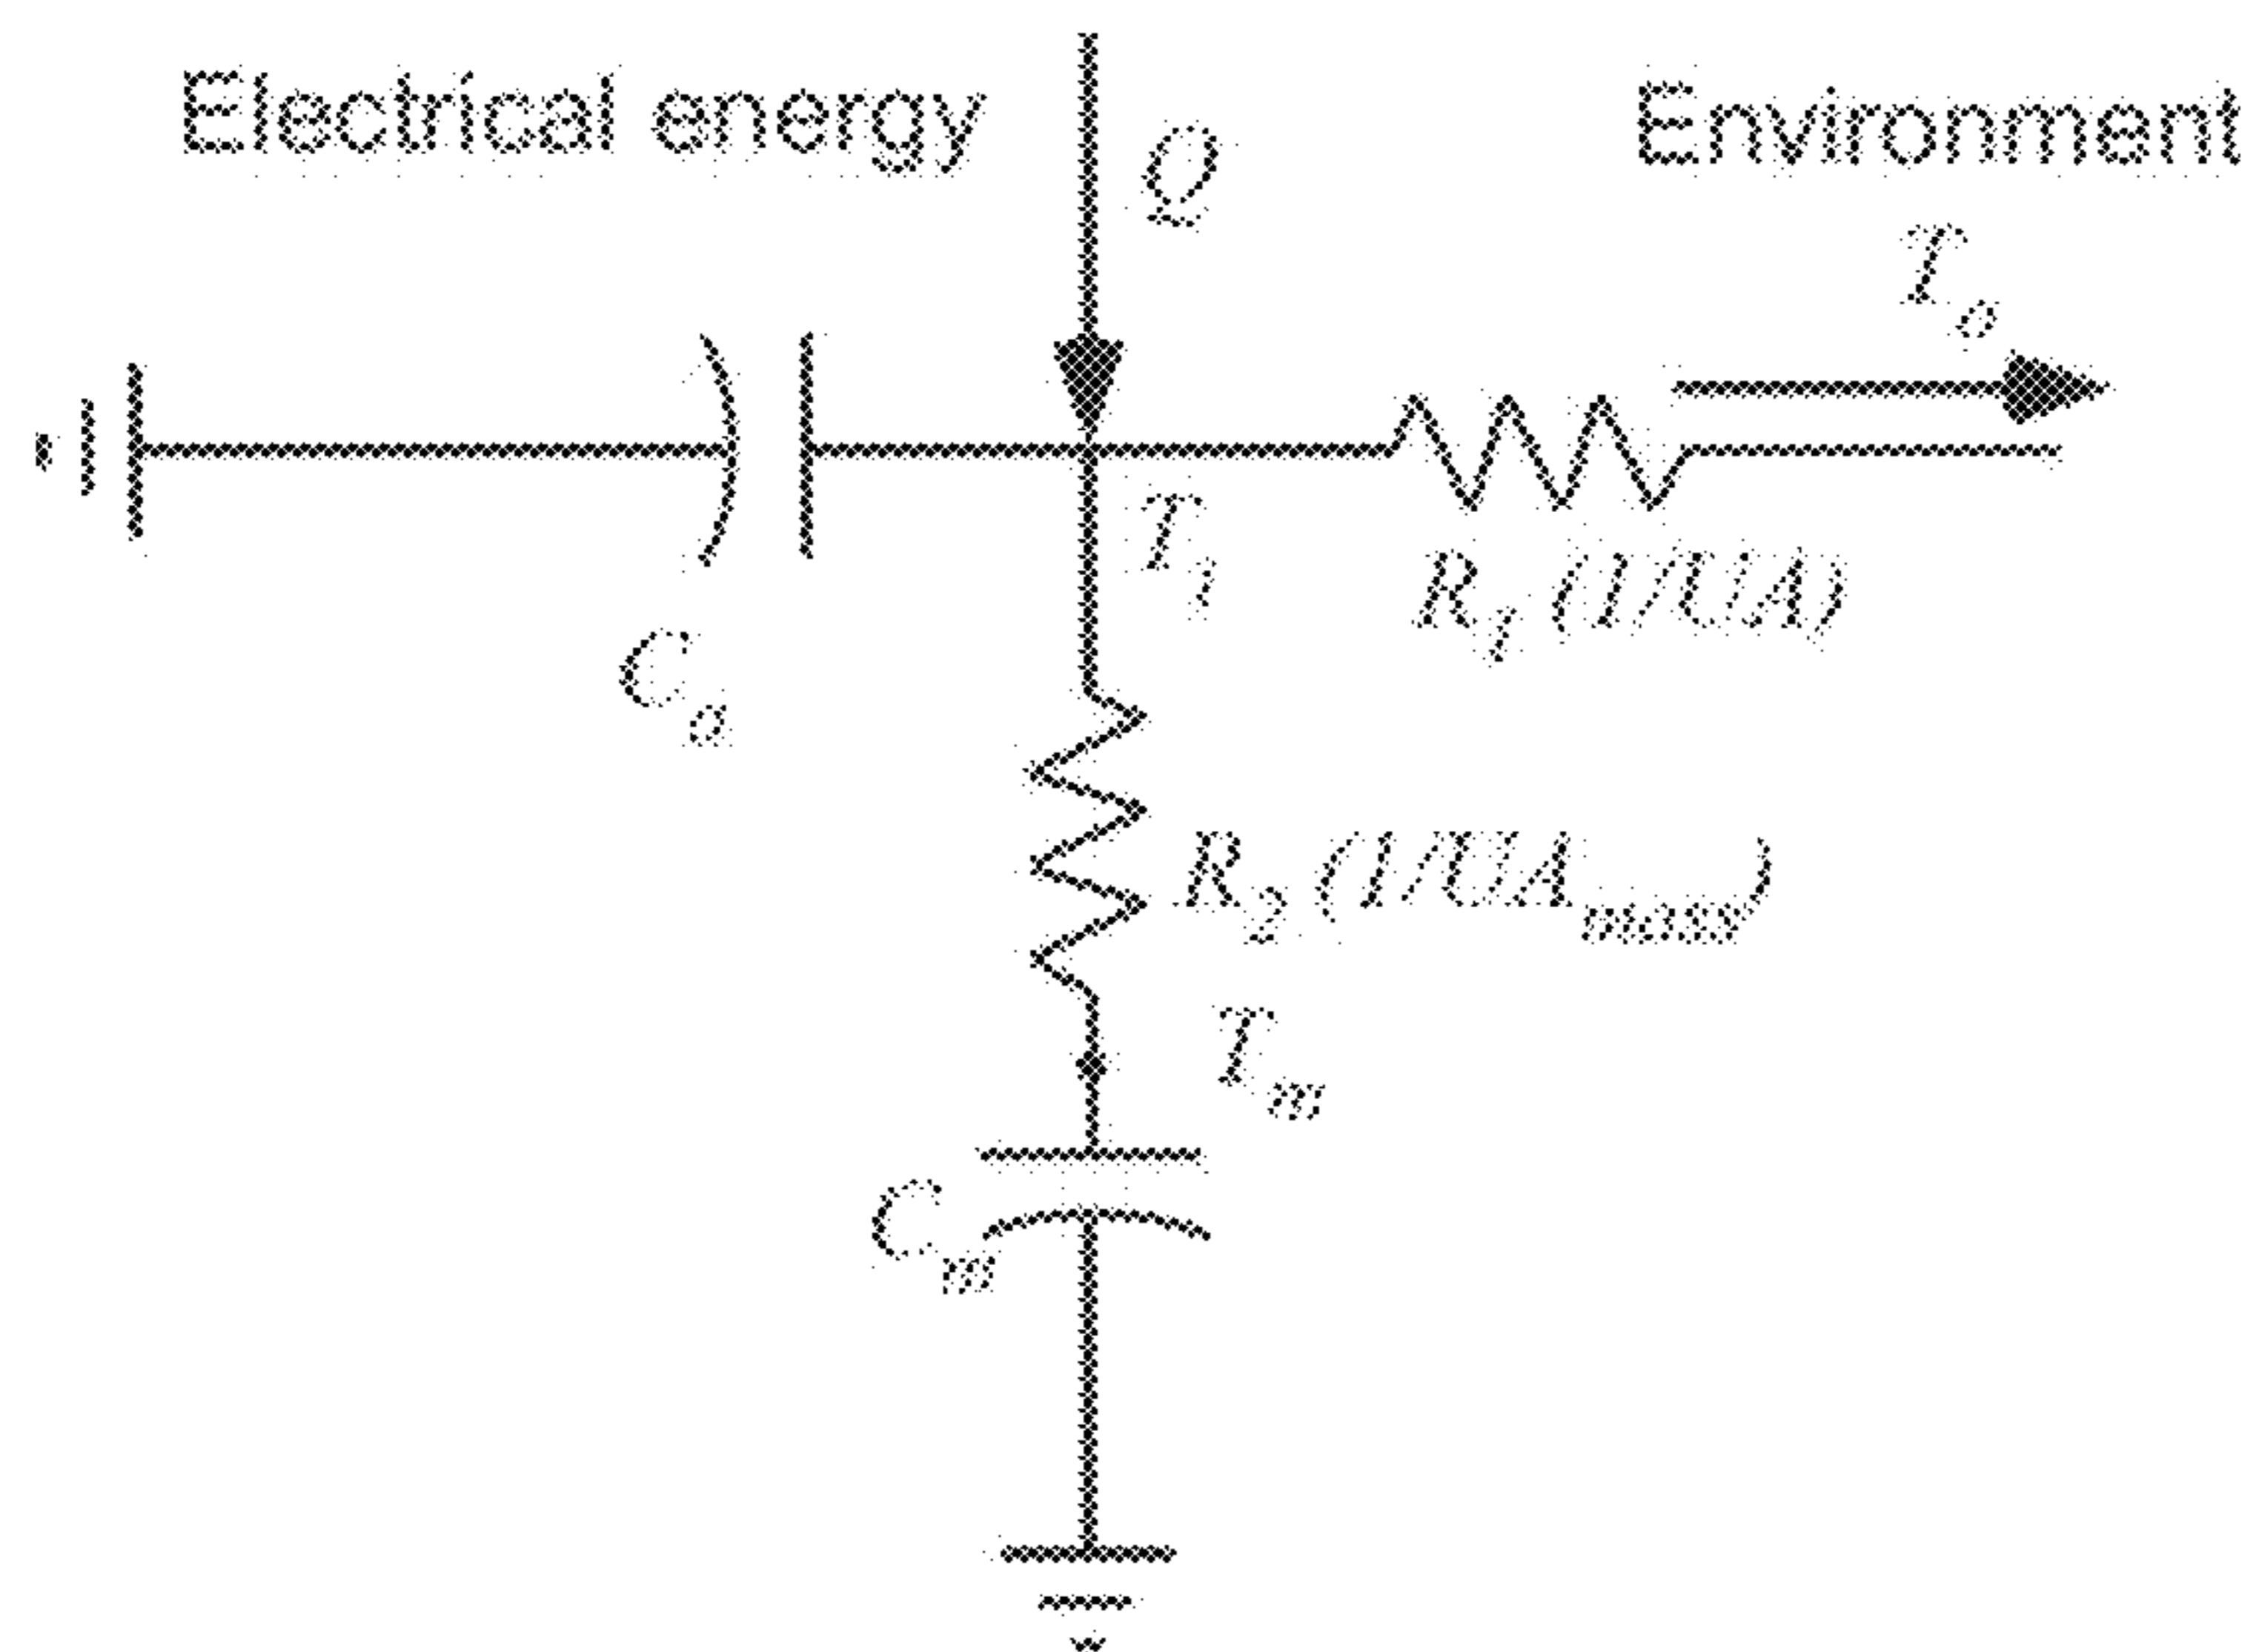 Electrical energy
Q
Environment
T_o
T_1
R_1 (1/UA)
C_a
R_2 (1/UA_mass)
T_m
C_m